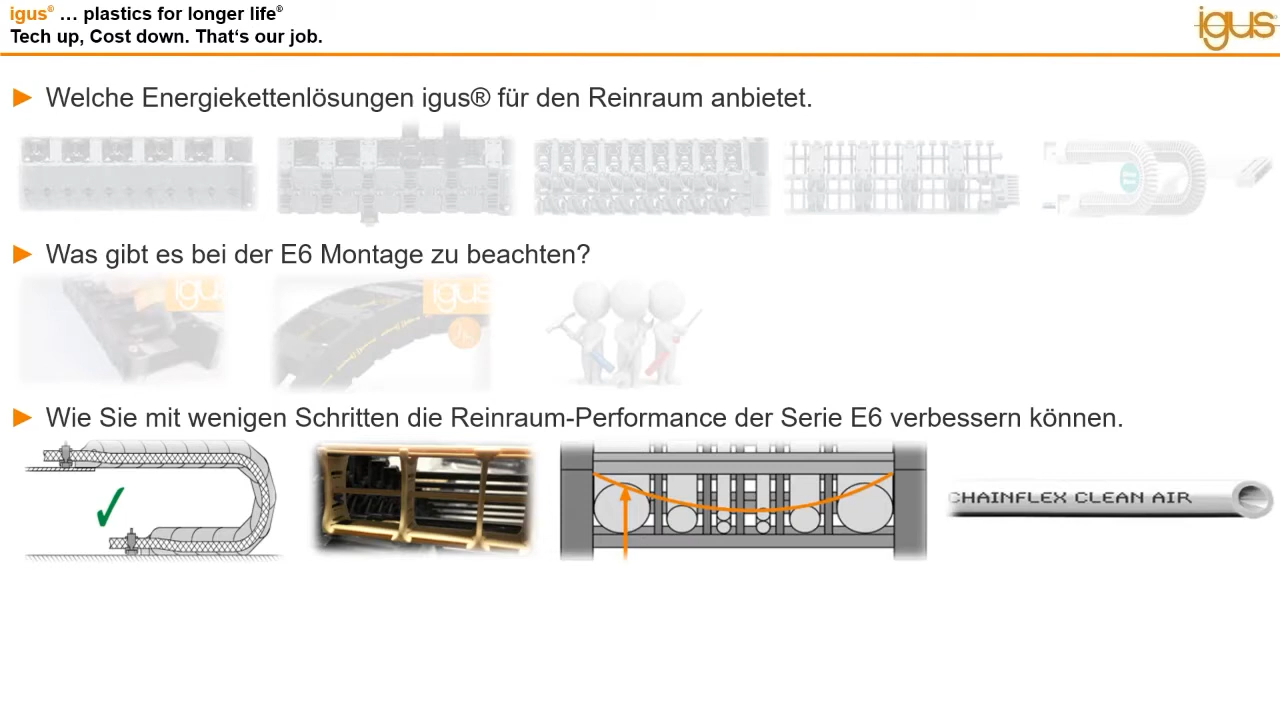 igus® … plastics for longer life®
Tech up, Cost down. That‘s our job.
igus®
► Welche Energiekettenlösungen igus® für den Reinraum anbietet.
► Was gibt es bei der E6 Montage zu beachten?
igus
igus
► Wie Sie mit wenigen Schritten die Reinraum-Performance der Serie E6 verbessern können.
CHAINFLEX CLEAN AIR